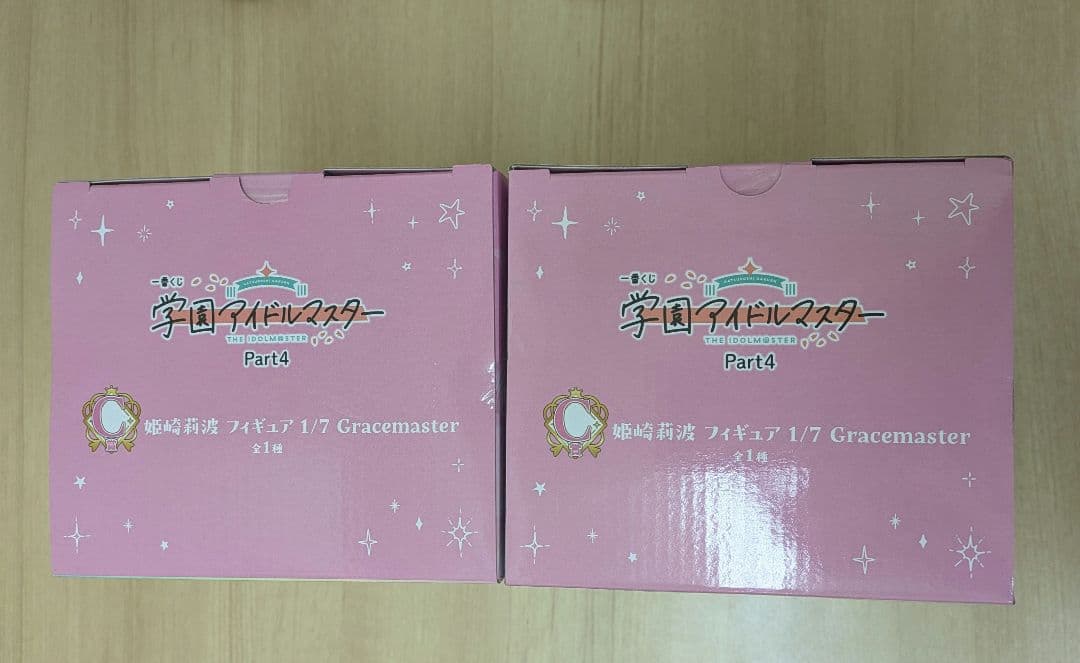 一番くじ
学園アイドルマスター
THE IDOLM@STER
Part4
C
姫崎莉波 フィギュア 1/7 Gracemaster
全1種
一番くじ
学園アイドルマスター
THE IDOLM@STER
Part4
C
姫崎莉波 フィギュア 1/7 Gracemaster
全1種